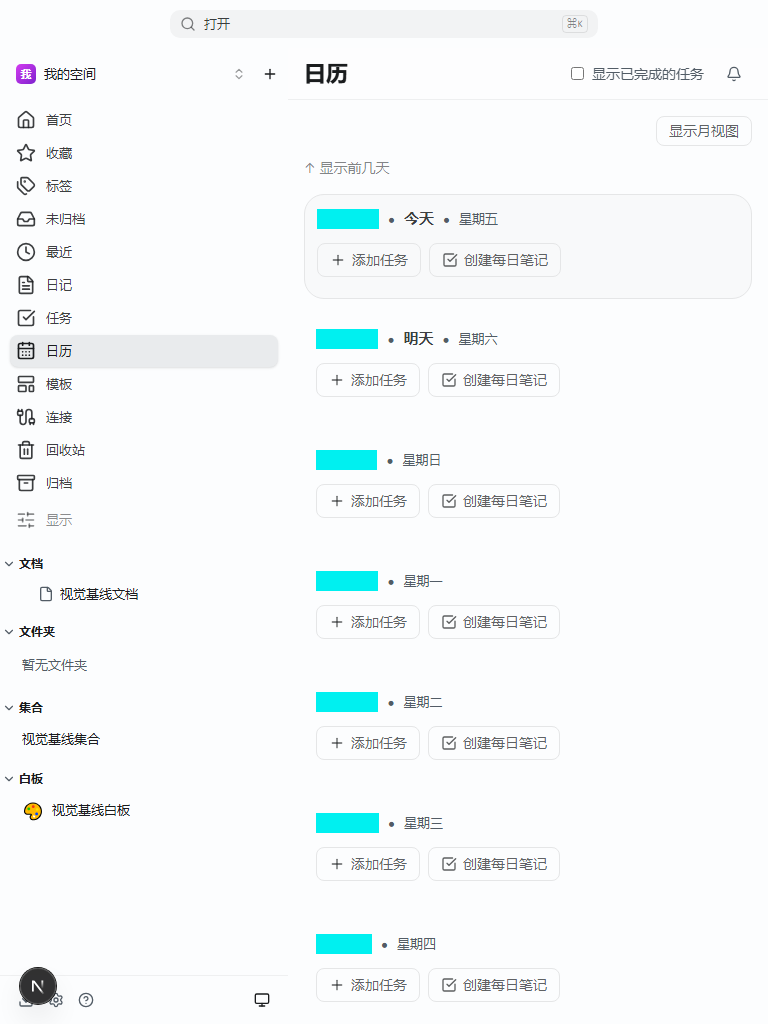 打开
⌘K
我 我的空间
日历
显示已完成的任务
首页
收藏
标签
未归档
最近
日记
任务
日历
模板
连接
回收站
归档
显示
文档
视觉基线文档
文件夹
暂无文件夹
集合
视觉基线集合
白板
视觉基线白板
N
显示月视图
↑ 显示前几天
• 今天 • 星期五
+ 添加任务 创建每日笔记
• 明天 • 星期六
+ 添加任务 创建每日笔记
• 星期日
+ 添加任务 创建每日笔记
• 星期一
+ 添加任务 创建每日笔记
• 星期二
+ 添加任务 创建每日笔记
• 星期三
+ 添加任务 创建每日笔记
• 星期四
+ 添加任务 创建每日笔记